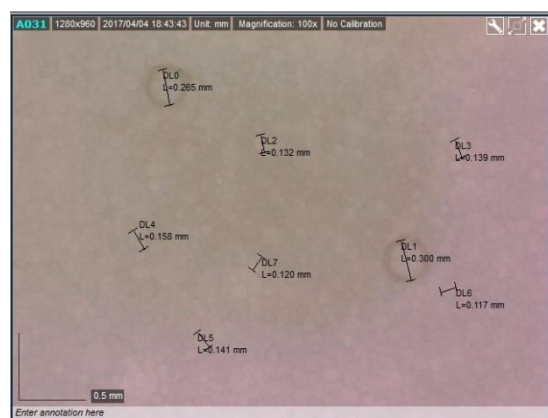 A031 1280x960 2017/04/04 18:43:43 Unit: mm Magnification: 100x No Calibration
DL0
L=0.265 mm
DL2
L=0.132 mm
DL3
L=0.139 mm
DL4
L=0.158 mm
DL1
L=0.300 mm
DL7
L=0.120 mm
DL6
L=0.117 mm
DL5
L=0.141 mm
0.5 mm
Enter annotation here